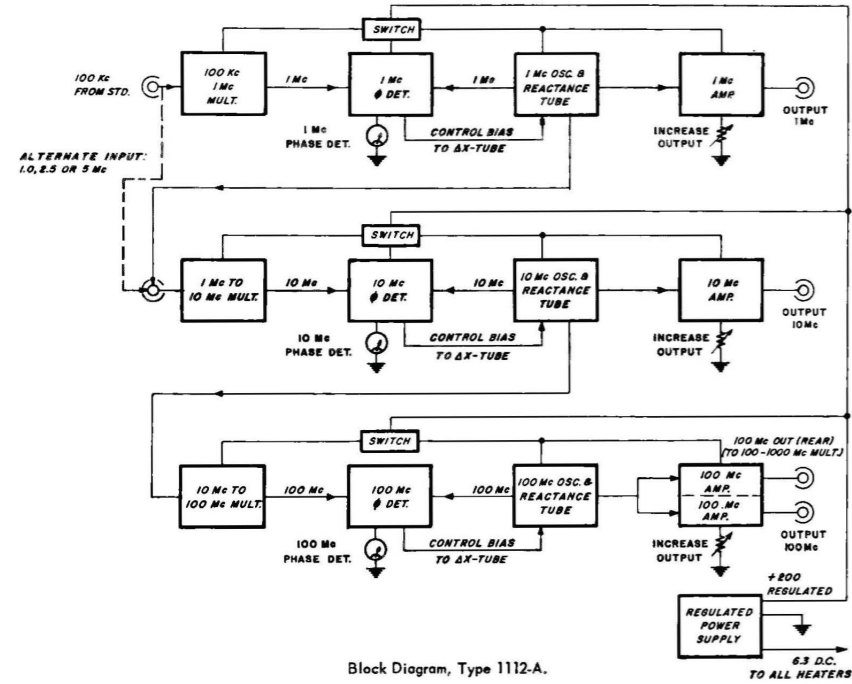 SWITCH
100 Kc
FROM STD.
100 Kc
1 Mc
MULT.
1 Mc
1 Mc
φ DET.
1 Mc
1 Mc OSC. &
REACTANCE
TUBE
1 Mc
AMP.
OUTPUT
1 Mc
1 Mc
PHASE DET.
CONTROL BIAS
TO ΔX-TUBE
INCREASE
OUTPUT
ALTERNATE INPUT:
1.0, 2.5 OR 5 Mc
SWITCH
1 Mc TO
10 Mc MULT.
10 Mc
10 Mc
φ DET.
10 Mc
10 Mc OSC. &
REACTANCE
TUBE
10 Mc
AMP.
OUTPUT
10 Mc
10 Mc
PHASE DET.
CONTROL BIAS
TO ΔX-TUBE
INCREASE
OUTPUT
SWITCH
100 Mc OUT (REAR)
(TO 100-1000 Mc MULT.)
10 Mc TO
100 Mc MULT.
100 Mc
100 Mc
φ DET.
100 Mc
100 Mc OSC. &
REACTANCE
TUBE
100 Mc
AMP.
100 .Mc
AMP.
OUTPUT
100 Mc
100 Mc
PHASE DET.
CONTROL BIAS
TO ΔX-TUBE
INCREASE
OUTPUT
+200
REGULATED
REGULATED
POWER
SUPPLY
6.3 D.C.
TO ALL HEATERS
Block Diagram, Type 1112-A.